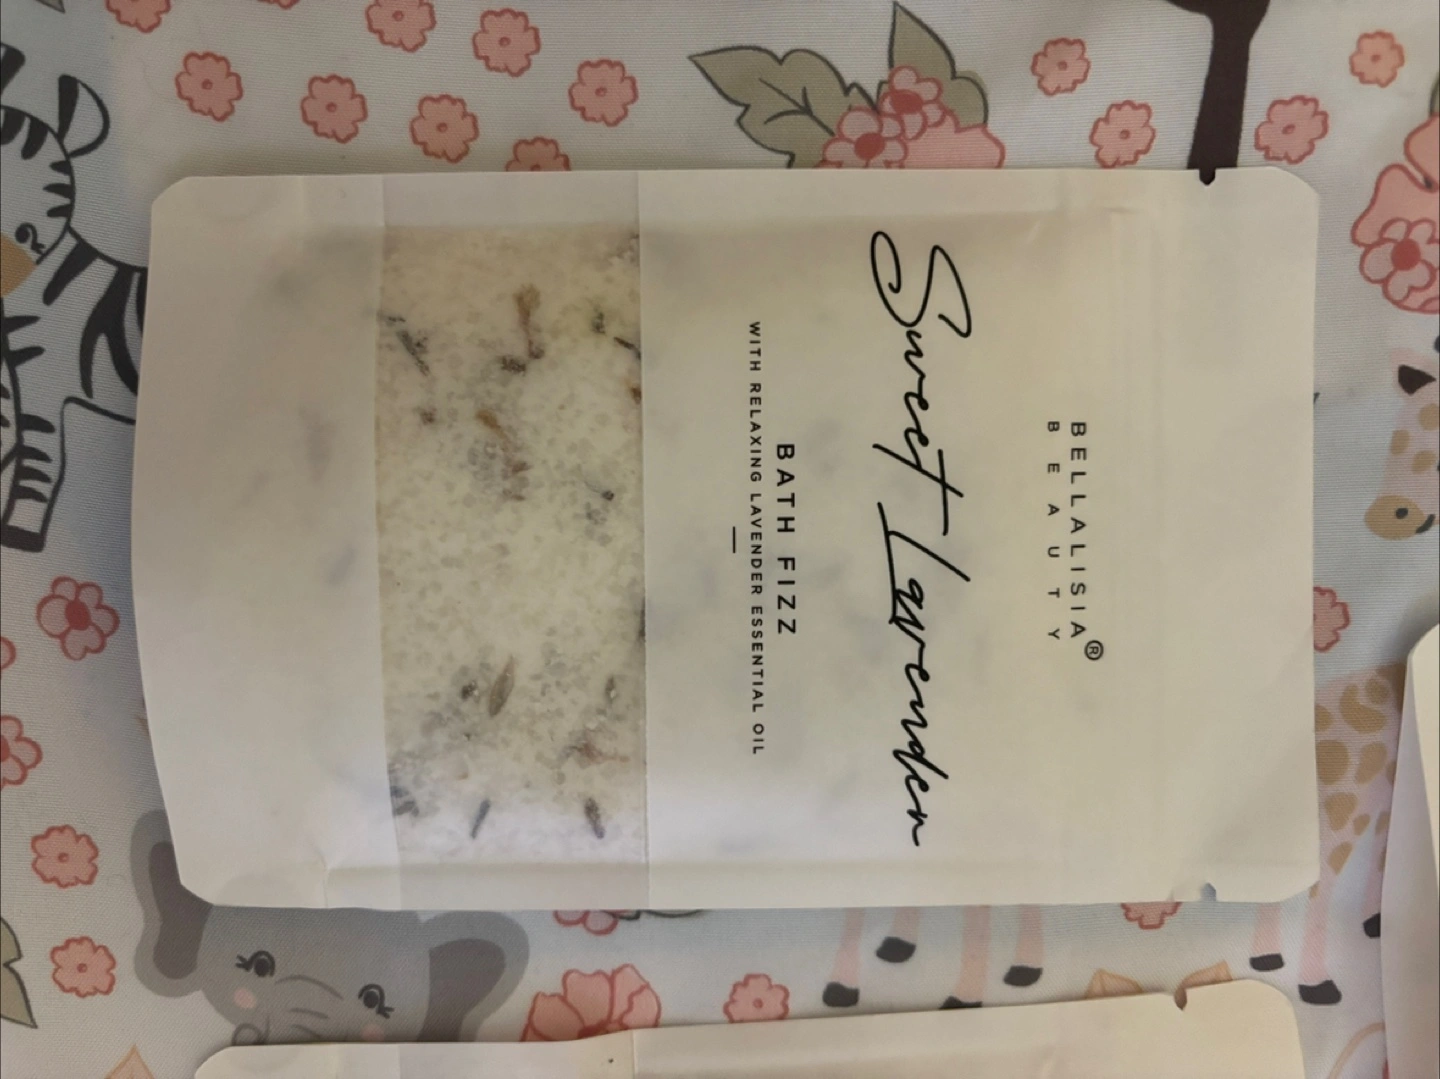 BELLALISIA®
BEAUTY
Sweet Lavender
BATH FIZZ
WITH RELAXING LAVENDER ESSENTIAL OIL